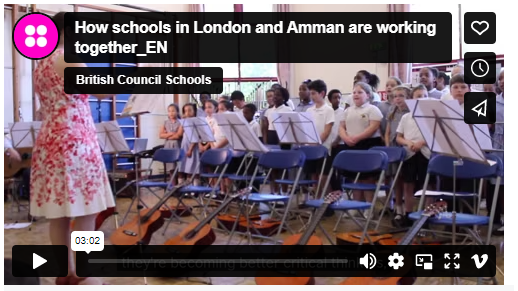 How schools in London and Amman are working
together_EN
British Council Schools
03:02
they're becoming better critical thinkers